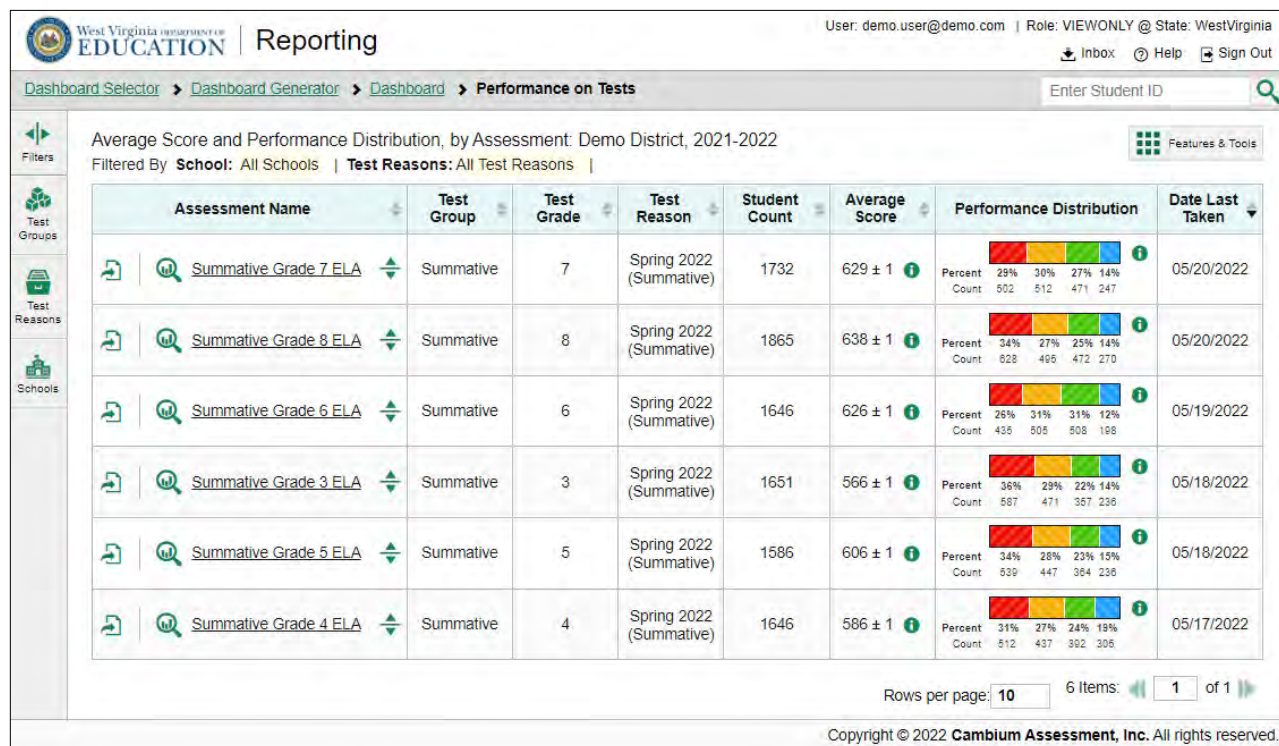 User: demo.user@demo.com | Role: VIEWONLY @ State: WestVirginia
West Virginia DEPARTMENT OF
EDUCATION
Reporting
Inbox Help Sign Out
Dashboard Selector > Dashboard Generator > Dashboard > Performance on Tests
Enter Student ID
Filters
Test
Groups
Test
Reasons
Schools
Average Score and Performance Distribution, by Assessment: Demo District, 2021-2022
Filtered By School: All Schools | Test Reasons: All Test Reasons |
Features & Tools
Assessment Name Test Group Test Grade Test Reason Student Count Average Score Performance Distribution Date Last Taken
Summative Grade 7 ELA Summative 7 Spring 2022 (Summative) 1732 629 ± 1 05/20/2022
Percent 29% 30% 27% 14%
Count 502 512 471 247
Summative Grade 8 ELA Summative 8 Spring 2022 (Summative) 1865 638 ± 1 05/20/2022
Percent 34% 27% 25% 14%
Count 628 495 472 270
Summative Grade 6 ELA Summative 6 Spring 2022 (Summative) 1646 626 ± 1 05/19/2022
Percent 26% 31% 31% 12%
Count 435 505 508 198
Summative Grade 3 ELA Summative 3 Spring 2022 (Summative) 1651 566 ± 1 05/18/2022
Percent 36% 29% 22% 14%
Count 587 471 357 236
Summative Grade 5 ELA Summative 5 Spring 2022 (Summative) 1586 606 ± 1 05/18/2022
Percent 34% 28% 23% 15%
Count 539 447 364 236
Summative Grade 4 ELA Summative 4 Spring 2022 (Summative) 1646 586 ± 1 05/17/2022
Percent 31% 27% 24% 19%
Count 512 437 392 305
Rows per page: 10 6 Items: 1 of 1
Copyright © 2022 Cambium Assessment, Inc. All rights reserved.